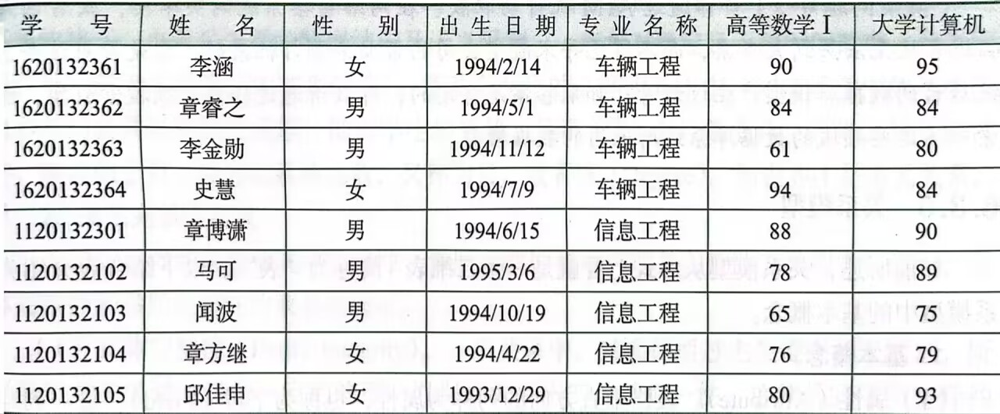 学号 姓名 性别 出生日期 专业名称 高等数学Ⅰ 大学计算机
1620132361 李涵 女 1994/2/14 车辆工程 90 95
1620132362 章睿之 男 1994/5/1 车辆工程 84 84
1620132363 李金勋 男 1994/11/12 车辆工程 61 80
1620132364 史慧 女 1994/7/9 车辆工程 94 84
1120132301 章博潇 男 1994/6/15 信息工程 88 90
1120132102 马可 男 1995/3/6 信息工程 78 89
1120132103 闻波 男 1994/10/19 信息工程 65 75
1120132104 章方继 女 1994/4/22 信息工程 76 79
1120132105 邱佳申 女 1993/12/29 信息工程 80 93